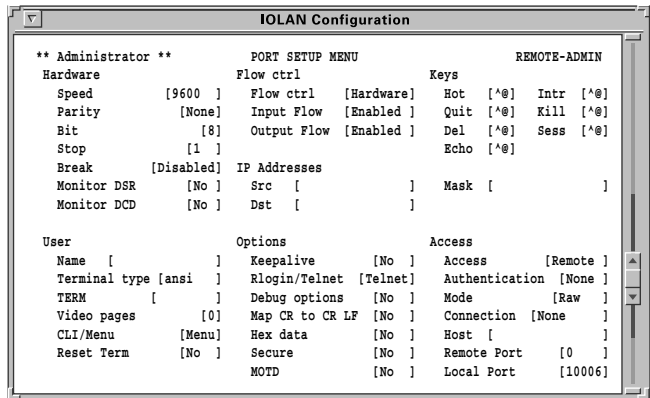 IOLAN Configuration
** Administrator ** PORT SETUP MENU REMOTE-ADMIN
Hardware Flow ctrl Keys
Speed [9600 ] Flow ctrl [Hardware] Hot [^@] Intr [^@]
Parity [None] Input Flow [Enabled ] Quit [^@] Kill [^@]
Bit [8] Output Flow [Enabled ] Del [^@] Sess [^@]
Stop [1 ] Echo [^@]
Break [Disabled] IP Addresses
Monitor DSR [No ] Src [ ] Mask [ ]
Monitor DCD [No ] Dst [ ]
User Options Access
Name [ ] Keepalive [No ] Access [Remote ]
Terminal type [ansi ] Rlogin/Telnet [Telnet] Authentication [None ]
TERM [ ] Debug options [No ] Mode [Raw ]
Video pages [0] Map CR to CR LF [No ] Connection [None ]
CLI/Menu [Menu] Hex data [No ] Host [ ]
Reset Term [No ] Secure [No ] Remote Port [0 ]
MOTD [No ] Local Port [10006]